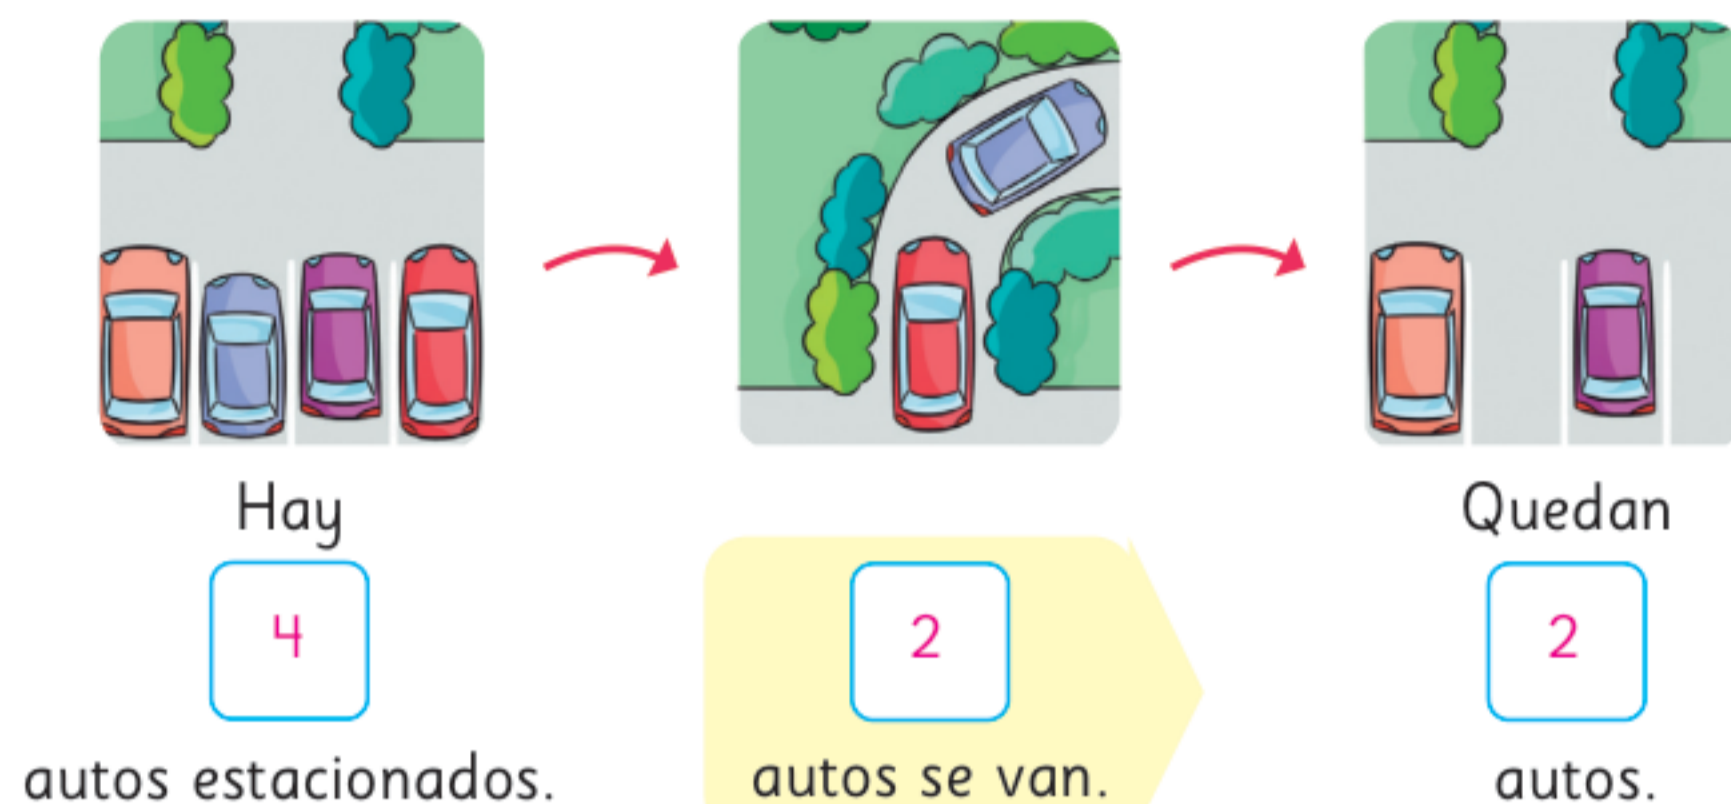 Hay
4
autos estacionados.
2
autos se van.
Quedan
2
autos.